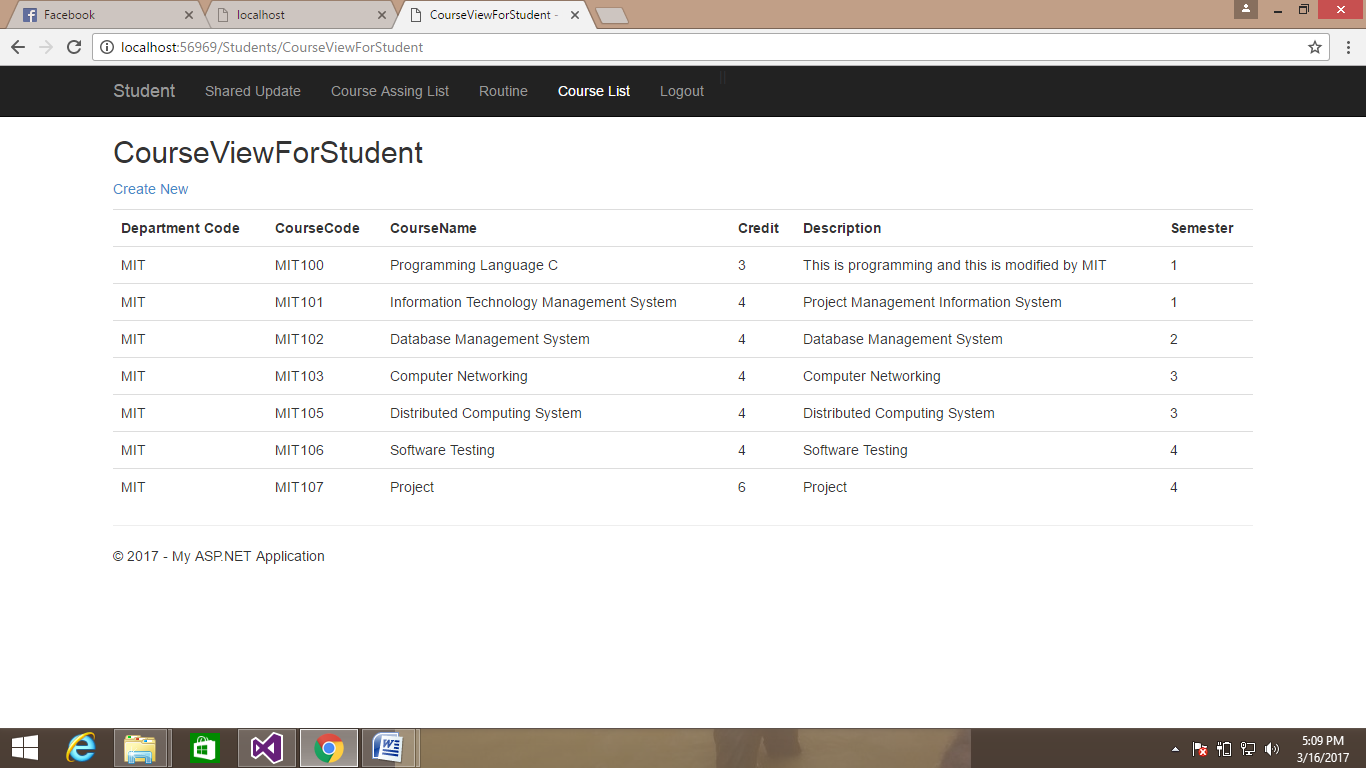 Facebook localhost CourseViewForStudent -
localhost:56969/Students/CourseViewForStudent
Student Shared Update Course Assing List Routine Course List Logout
CourseViewForStudent
Create New
Department Code CourseCode CourseName Credit Description Semester
MIT MIT100 Programming Language C 3 This is programming and this is modified by MIT 1
MIT MIT101 Information Technology Management System 4 Project Management Information System 1
MIT MIT102 Database Management System 4 Database Management System 2
MIT MIT103 Computer Networking 4 Computer Networking 3
MIT MIT105 Distributed Computing System 4 Distributed Computing System 3
MIT MIT106 Software Testing 4 Software Testing 4
MIT MIT107 Project 6 Project 4
© 2017 - My ASP.NET Application
5:09 PM
3/16/2017